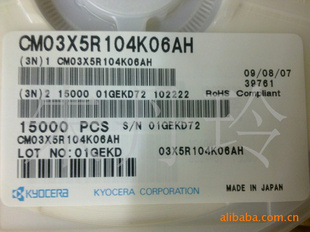 CM03X5R104K06AH
(3N)1 CM03X5R104K06AH
09/08/07
39761
(3N)2 15000 01GEKD72 102222 RoHS Compliant
15000 PCS S/N 01GEKD72
CM03X5R104K06AH
LOT NO:01GEKD 03X5R104K06AH
KYOCERA KYOCERA CORPORATION MADE IN JAPAN
alibaba.com.cn